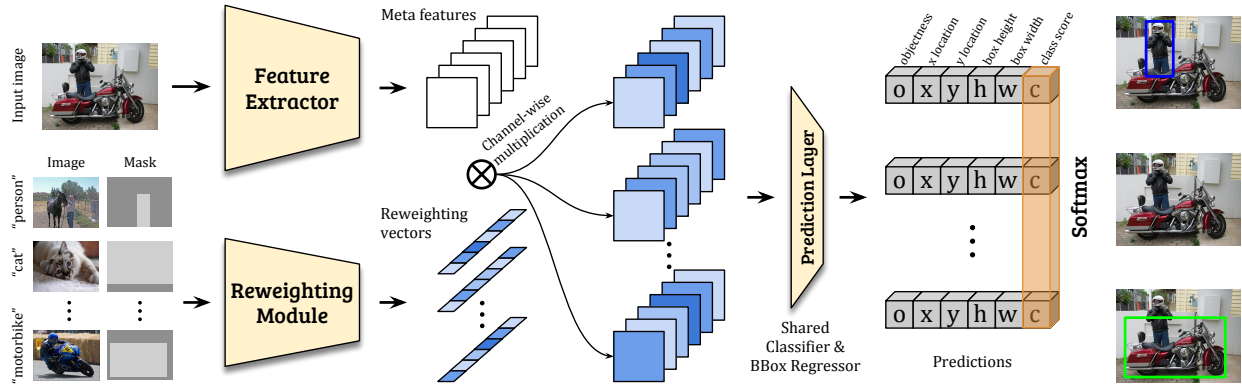 Input image
Feature
Extractor
Meta features
Channel-wise
multiplication
Image
Mask
"person"
"cat"
"motorbike"
Reweighting
Module
Reweighting
vectors
Prediction Layer
Shared
Classifier &
BBox Regressor
objectness
x location
y location
box height
box width
class score
o x y h w c
o x y h w c
o x y h w c
Predictions
Softmax